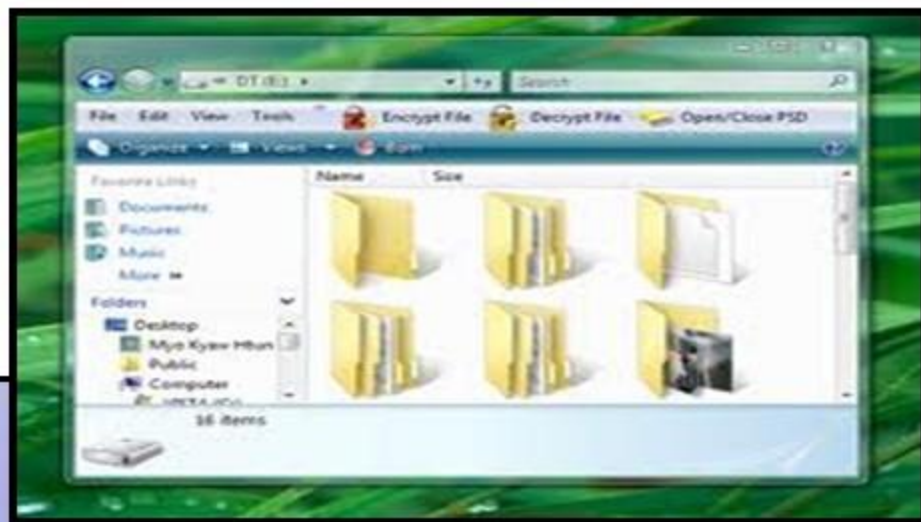 DT (E:) Search
File Edit View Tools Encrypt File Decrypt File Open/Close PSD
Organize Views Burn
Favorite Links
Name Size
Documents
Pictures
Music
More
Folders
Desktop
Myo Kyaw Htun
Public
Computer
16 items